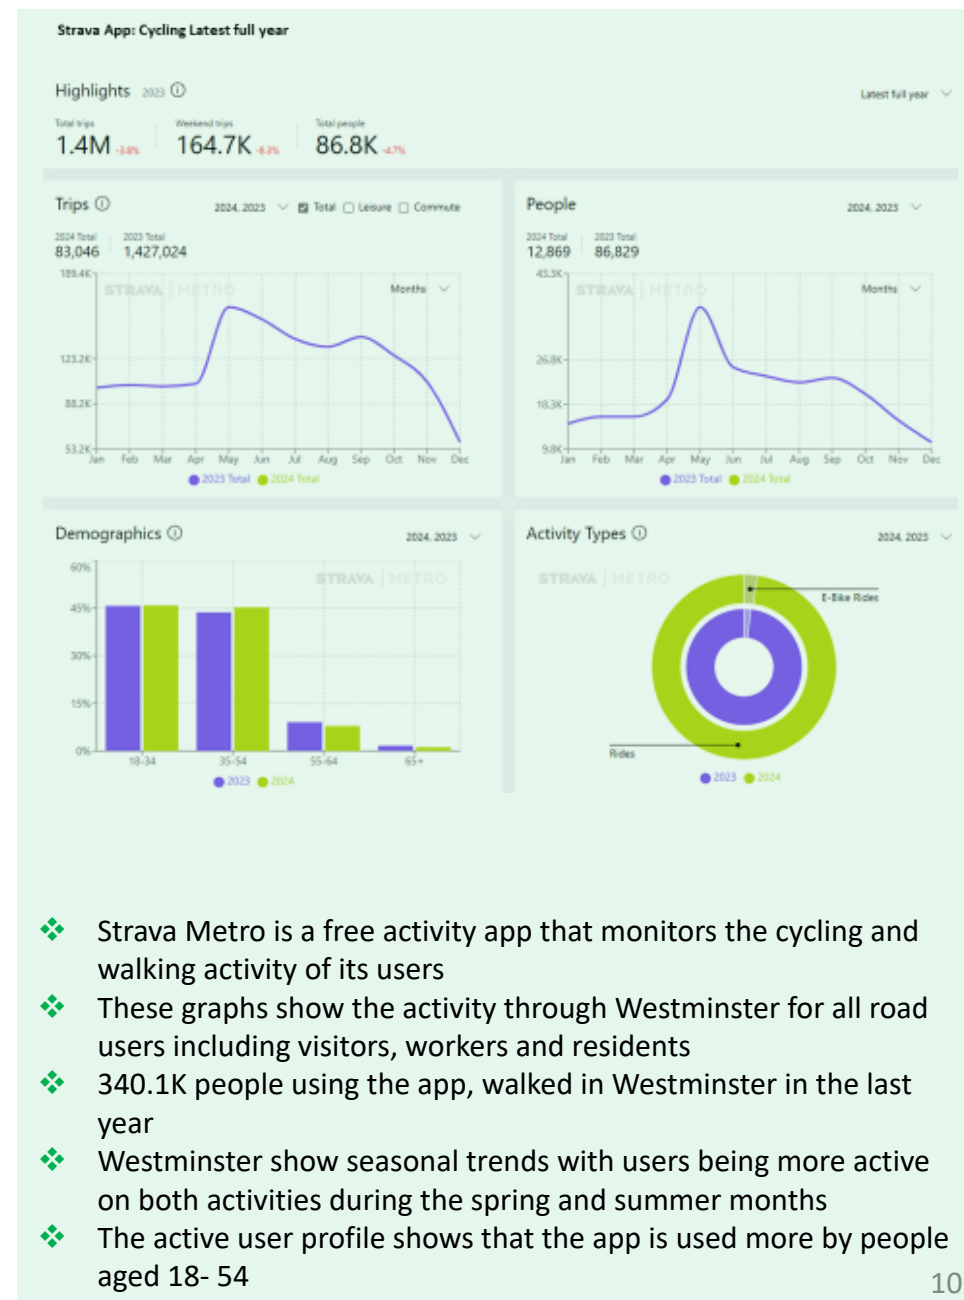 Strava App: Cycling Latest full year
Highlights 2023
Latest full year
Total trips
Weekend trips
Total people
1.4M -3.8%
164.7K -6.3%
86.8K -4.7%
Trips
2024, 2023
Total
Leisure
Commute
2024 Total
2023 Total
83,046
1,427,024
189.4K
STRAVA | METRO
Months
123.2K
88.2K
53.2K
Jan Feb Mar Apr May Jun Jul Aug Sep Oct Nov Dec
2023 Total
2024 Total
People
2024, 2023
2024 Total
2023 Total
12,869
86,829
43.3K
STRAVA | METRO
Months
26.8K
18.3K
9.8K
Jan Feb Mar Apr May Jun Jul Aug Sep Oct Nov Dec
2023 Total
2024 Total
Demographics
2024, 2023
60%
STRAVA | METRO
45%
30%
15%
0%
18-34 35-54 55-64 65+
2023
2024
Activity Types
2024, 2023
STRAVA | METRO
E-Bike Rides
Rides
2023
2024
Strava Metro is a free activity app that monitors the cycling and
walking activity of its users
These graphs show the activity through Westminster for all road
users including visitors, workers and residents
340.1K people using the app, walked in Westminster in the last
year
Westminster show seasonal trends with users being more active
on both activities during the spring and summer months
The active user profile shows that the app is used more by people
aged 18- 54
10